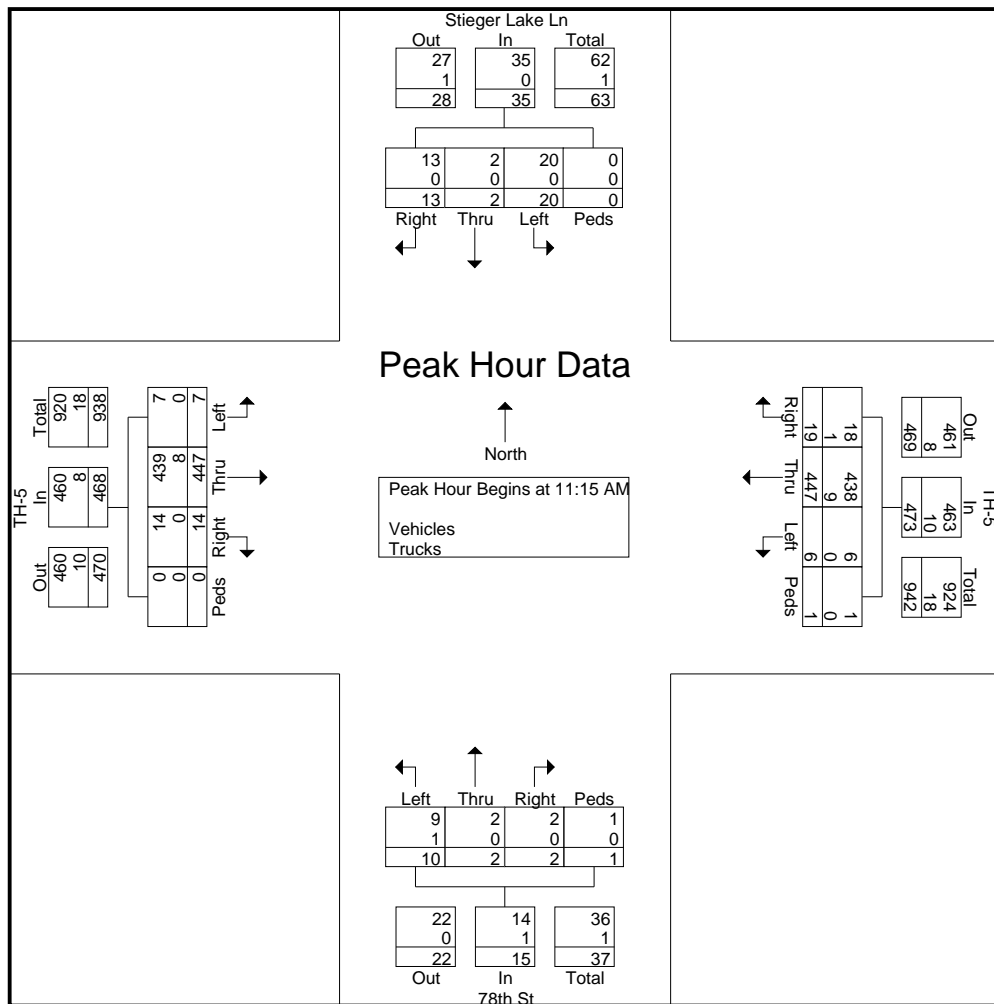 Stieger Lake Ln
Out In Total
27 35 62
1 0 1
28 35 63
13 2 20 0
0 0 0 0
13 2 20 0
Right Thru Left Peds
Peak Hour Data
North
Peak Hour Begins at 11:15 AM
Vehicles
Trucks
TH-5
Total In Out
920 460 460
18 8 10
938 468 470
7 439 14 0
0 8 0 0
7 447 14 0
Left Thru Right Peds
TH-5
Out In Total
461 463 924
8 10 18
469 473 942
18 438 6 1
1 9 0 0
19 447 6 1
Right Thru Left Peds
Left Thru Right Peds
9 2 2 1
1 0 0 0
10 2 2 1
22 14 36
0 1 1
22 15 37
Out In Total
78th St